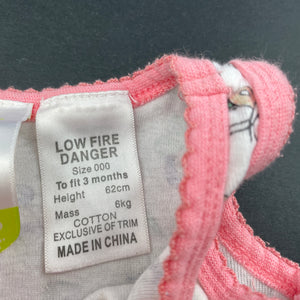 LOW FIRE
DANGER
Size 000
To fit 3 months
Height 62cm
Mass 6kg
COTTON
EXCLUSIVE OF TRIM
MADE IN CHINA